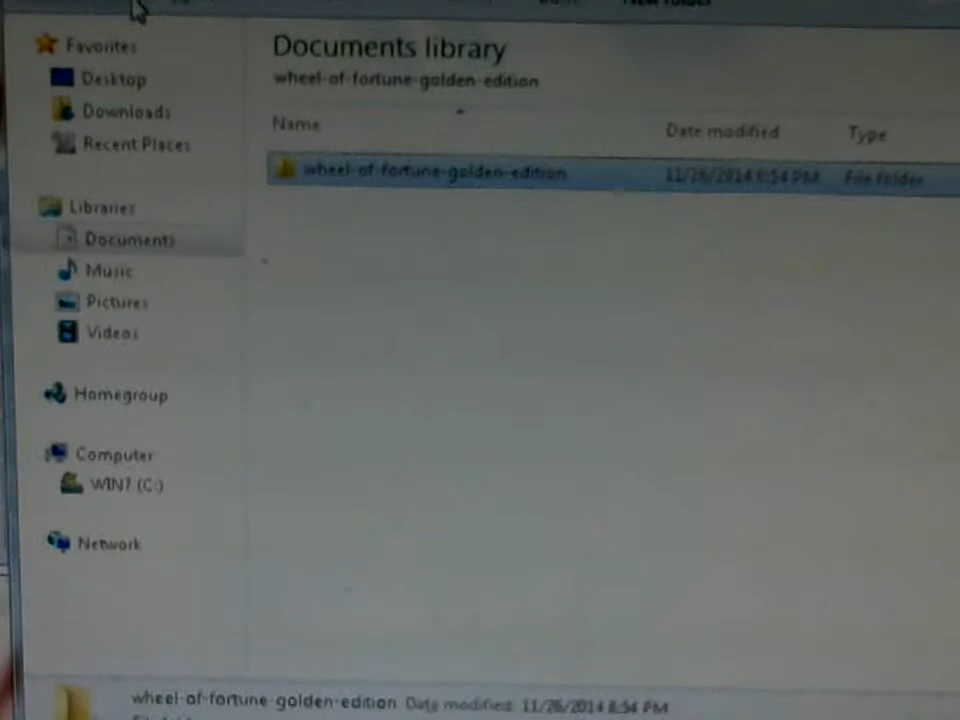 New folder
Favorites
Desktop
Downloads
Recent Places
Libraries
Documents
Music
Pictures
Videos
Homegroup
Computer
WIN7 (C:)
Network
Documents library
wheel-of-fortune-golden-edition
Name Date modified Type
wheel-of-fortune-golden-edition 11/26/2014 8:54 PM File folder
wheel-of-fortune-golden-edition Date modified: 11/26/2014 8:54 PM